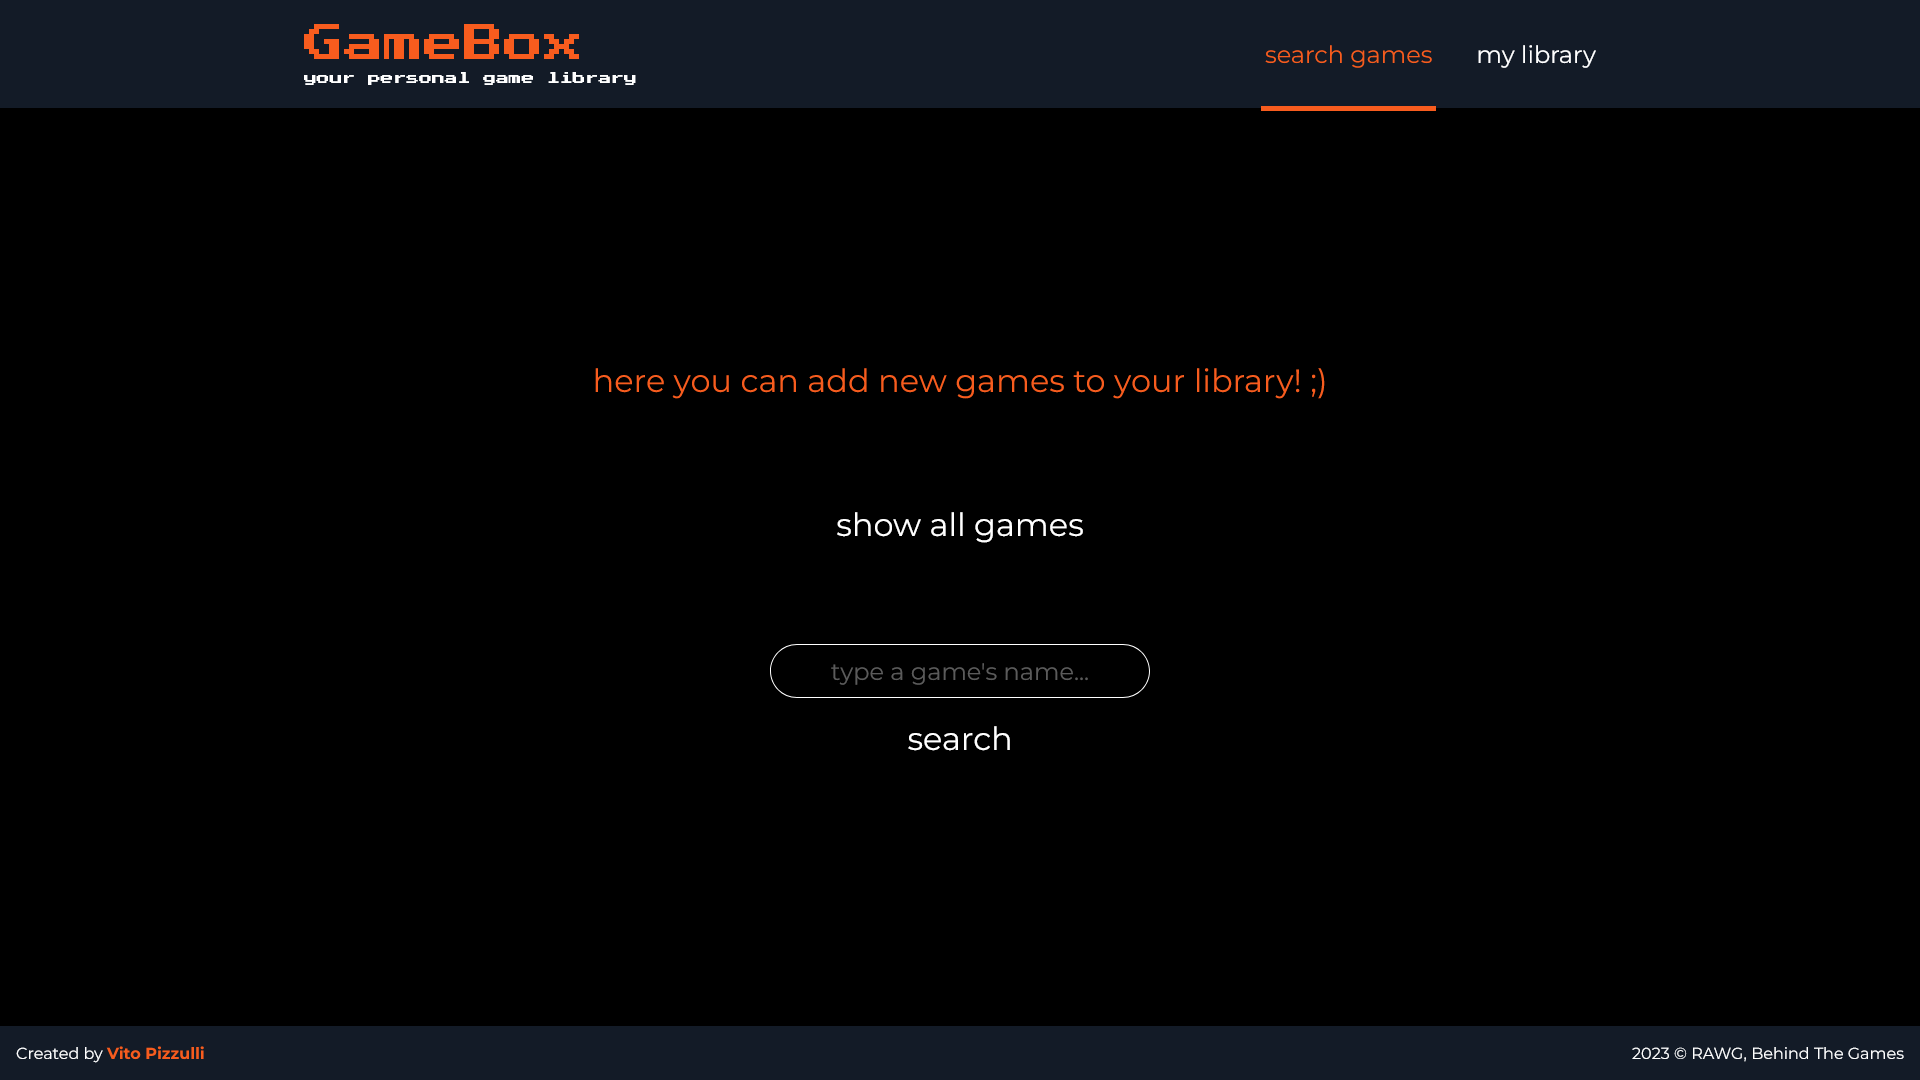 GameBox
your personal game library
search games
my library
here you can add new games to your library! ;)
show all games
type a game's name...
search
Created by Vito Pizzulli
2023 © RAWG, Behind The Games